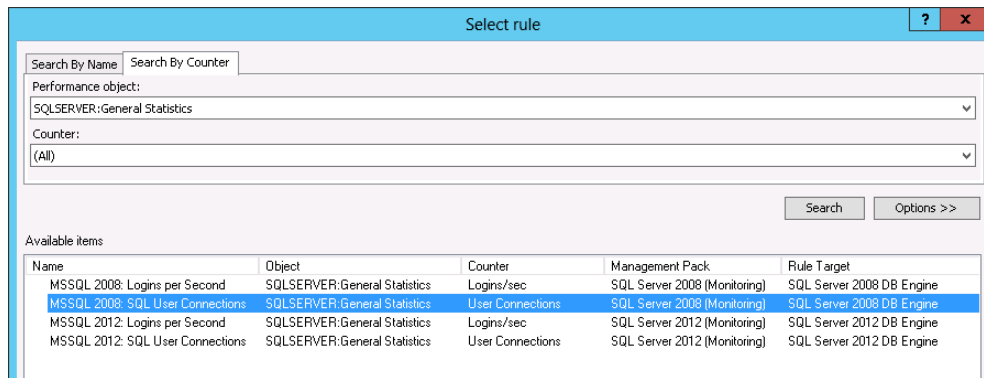 Select rule
?
x
Search By Name Search By Counter
Performance object:
SQLSERVER:General Statistics
Counter:
(All)
Search Options >>
Available items
Name Object Counter Management Pack Rule Target
MSSQL 2008: Logins per Second SQLSERVER:General Statistics Logins/sec SQL Server 2008 (Monitoring) SQL Server 2008 DB Engine
MSSQL 2008: SQL User Connections SQLSERVER:General Statistics User Connections SQL Server 2008 (Monitoring) SQL Server 2008 DB Engine
MSSQL 2012: Logins per Second SQLSERVER:General Statistics Logins/sec SQL Server 2012 (Monitoring) SQL Server 2012 DB Engine
MSSQL 2012: SQL User Connections SQLSERVER:General Statistics User Connections SQL Server 2012 (Monitoring) SQL Server 2012 DB Engine